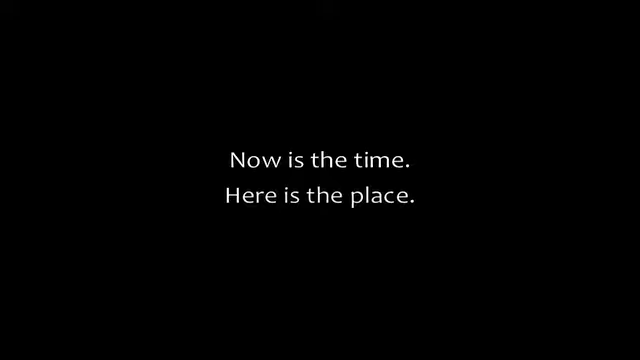 Now is the time.
Here is the place.